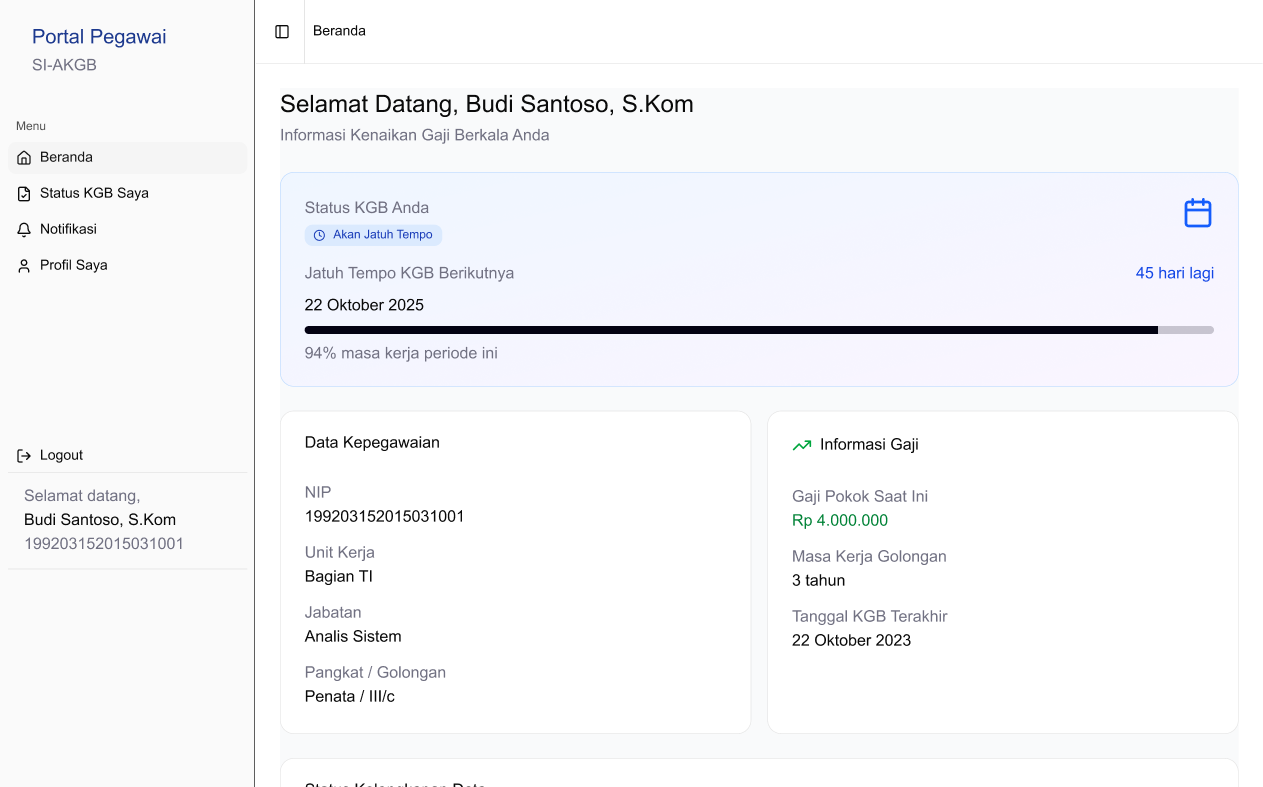 Portal Pegawai
SI-AKGB
Menu
Beranda
Status KGB Saya
Notifikasi
Profil Saya
Logout
Selamat datang,
Budi Santoso, S.Kom
199203152015031001
Beranda
Selamat Datang, Budi Santoso, S.Kom
Informasi Kenaikan Gaji Berkala Anda
Status KGB Anda
Akan Jatuh Tempo
Jatuh Tempo KGB Berikutnya
45 hari lagi
22 Oktober 2025
94% masa kerja periode ini
Data Kepegawaian
NIP
199203152015031001
Unit Kerja
Bagian TI
Jabatan
Analis Sistem
Pangkat / Golongan
Penata / III/c
Informasi Gaji
Gaji Pokok Saat Ini
Rp 4.000.000
Masa Kerja Golongan
3 tahun
Tanggal KGB Terakhir
22 Oktober 2023
Status Kelengkapan Data